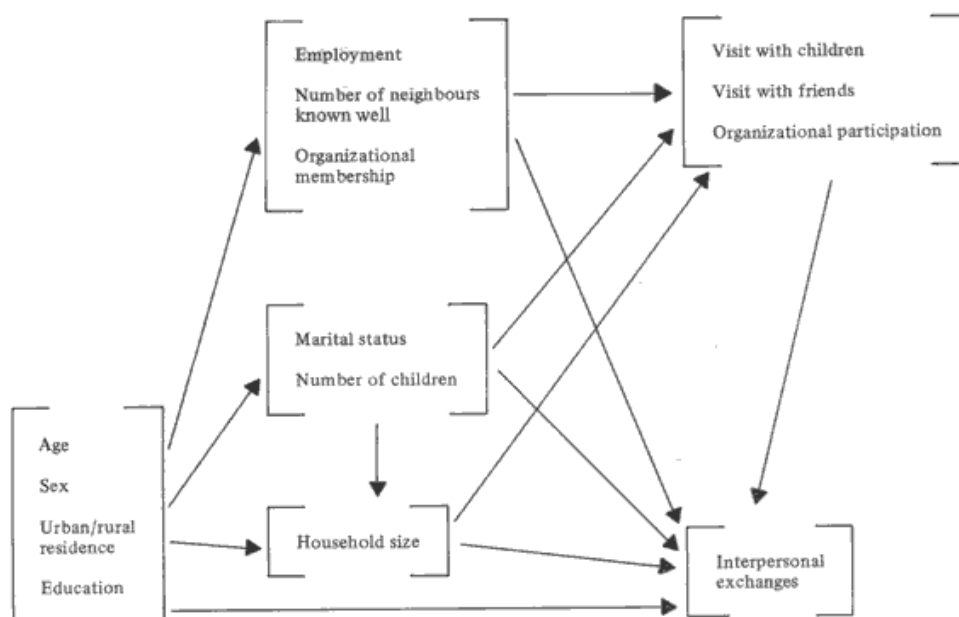 Employment
Number of neighbours
known well
Organizational
membership
Visit with children
Visit with friends
Organizational participation
Marital status
Number of children
Age
Sex
Urban/rural
residence
Education
Household size
Interpersonal
exchanges